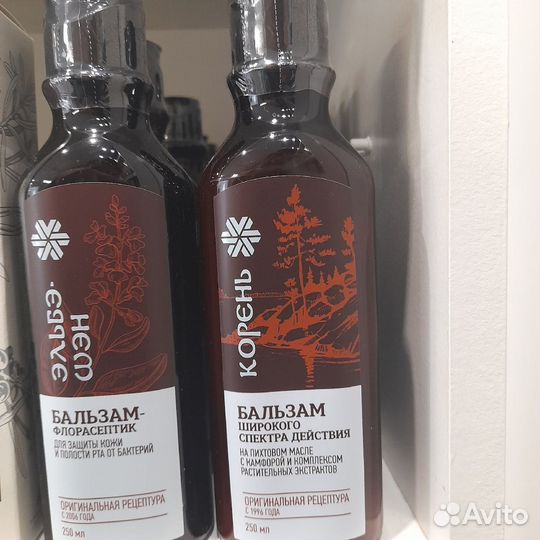 ЭЛЬБЭ-
ШЭН
БАЛЬЗАМ-
ФЛОРАСЕПТИК
ДЛЯ ЗАЩИТЫ КОЖИ
И ПОЛОСТИ РТА ОТ БАКТЕРИЙ
ОРИГИНАЛЬНАЯ РЕЦЕПТУРА
С 2006 ГОДА
250 мл
КОРЕНЬ
БАЛЬЗАМ
ШИРОКОГО
СПЕКТРА ДЕЙСТВИЯ
НА ПИХТОВОМ МАСЛЕ
С КАМФОРОЙ И КОМПЛЕКСОМ
РАСТИТЕЛЬНЫХ ЭКСТРАКТОВ
ОРИГИНАЛЬНАЯ РЕЦЕПТУРА
С 1996 ГОДА
250 мл
Avito